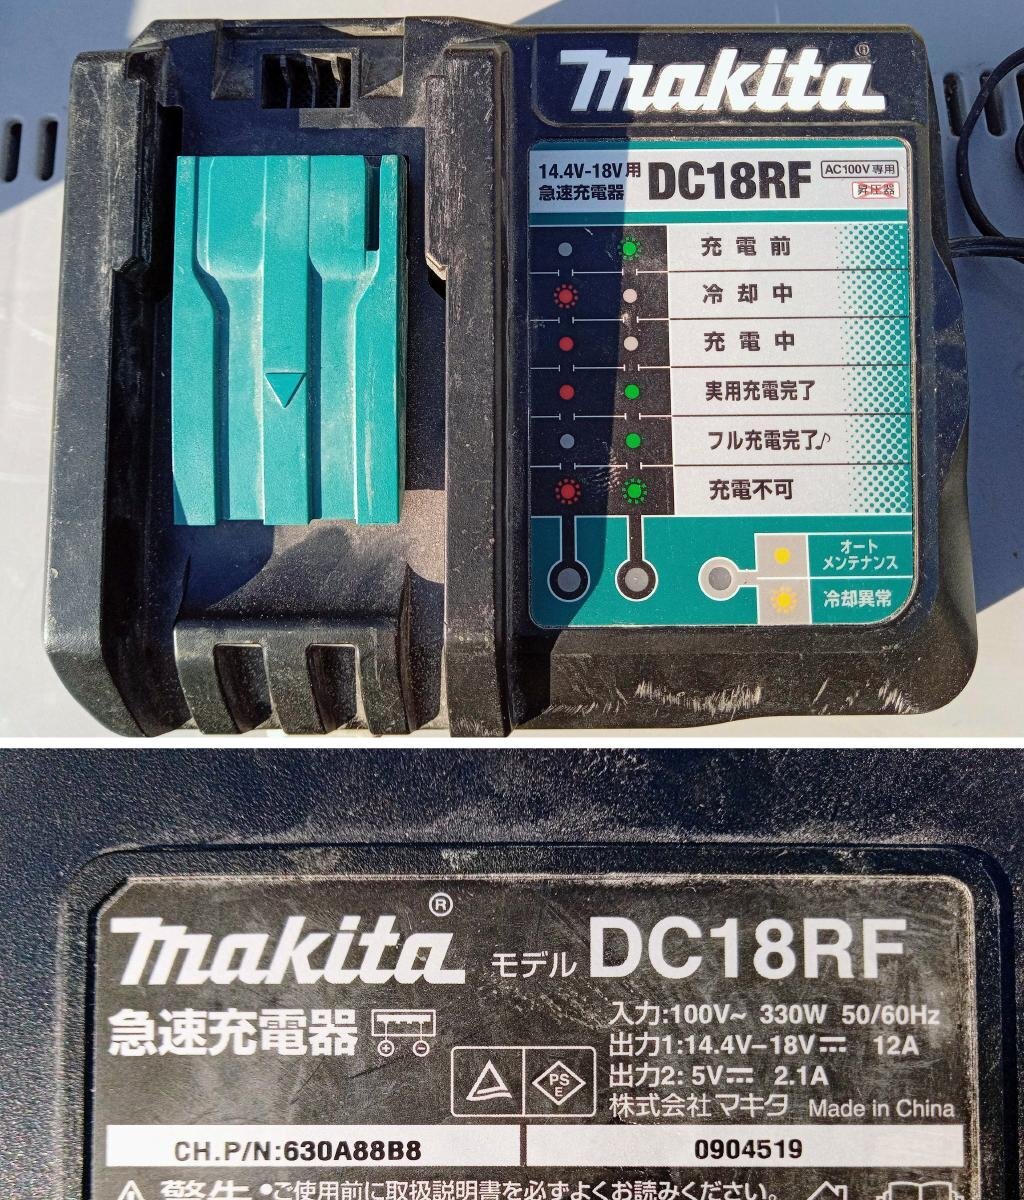 makita®
14.4V-18V用
急速充電器
DC18RF
AC100V専用
昇圧器
充電前
冷却中
充電中
実用充電完了
フル充電完了♪
充電不可
オート
メンテナンス
冷却異常
makita®
モデル DC18RF
急速充電器
入力:100V~ 330W 50/60Hz
出力1:14.4V-18V⎓ 12A
出力2: 5V⎓ 2.1A
PS
E
株式会社マキタ Made in China
CH.P/N:630A88B8
0904519
警告 •ご使用前に取扱説明書を必ずよくお読みください。